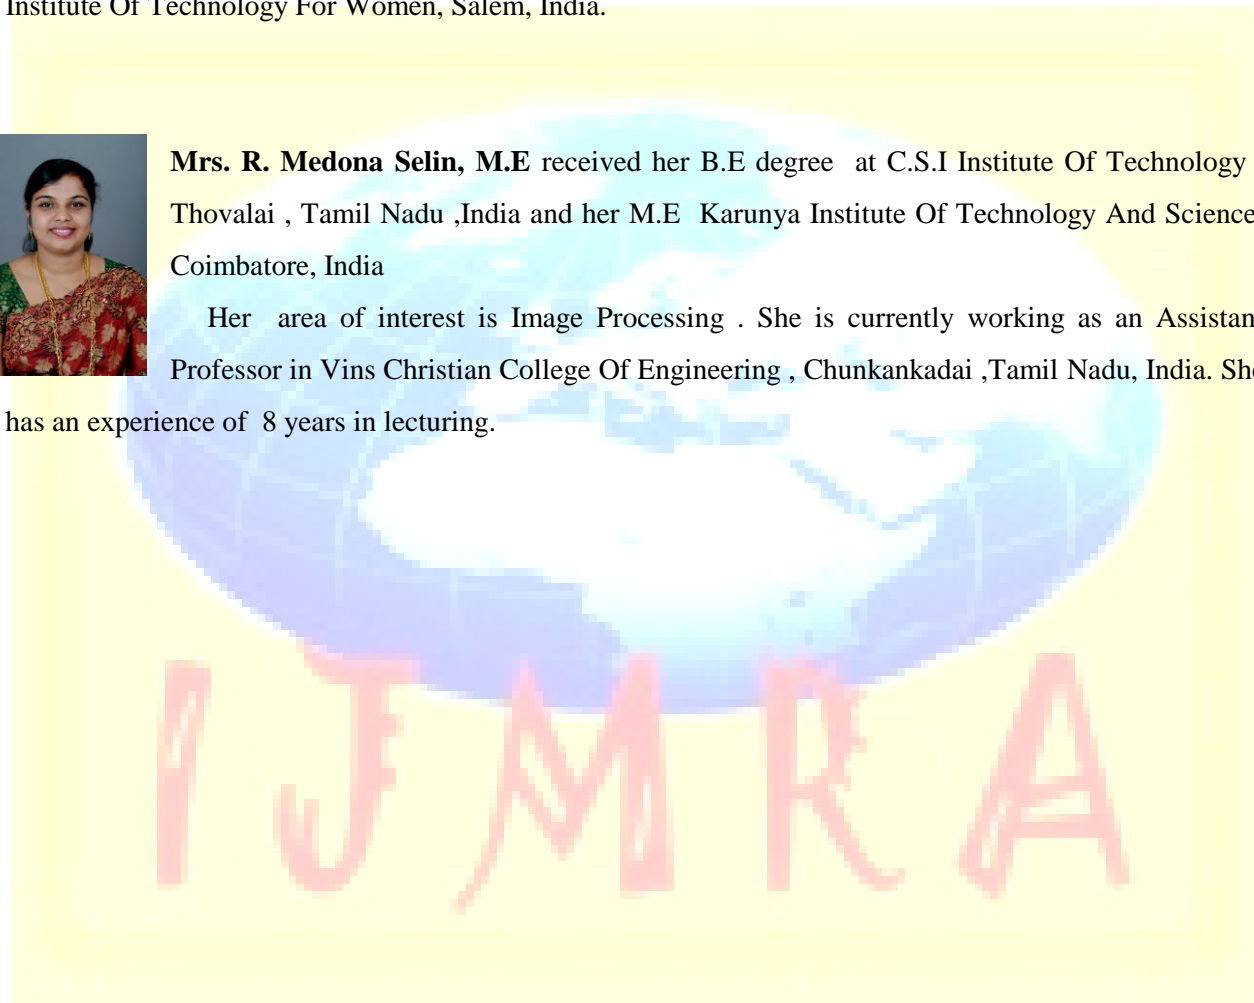 Institute Of Technology For Women, Salem, India.
Mrs. R. Medona Selin, M.E received her B.E degree at C.S.I Institute Of Technology
Thovalai , Tamil Nadu ,India and her M.E Karunya Institute Of Technology And Science
Coimbatore, India
Her area of interest is Image Processing . She is currently working as an Assistan
Professor in Vins Christian College Of Engineering , Chunkankadai ,Tamil Nadu, India. She
has an experience of 8 years in lecturing.
IJMRA